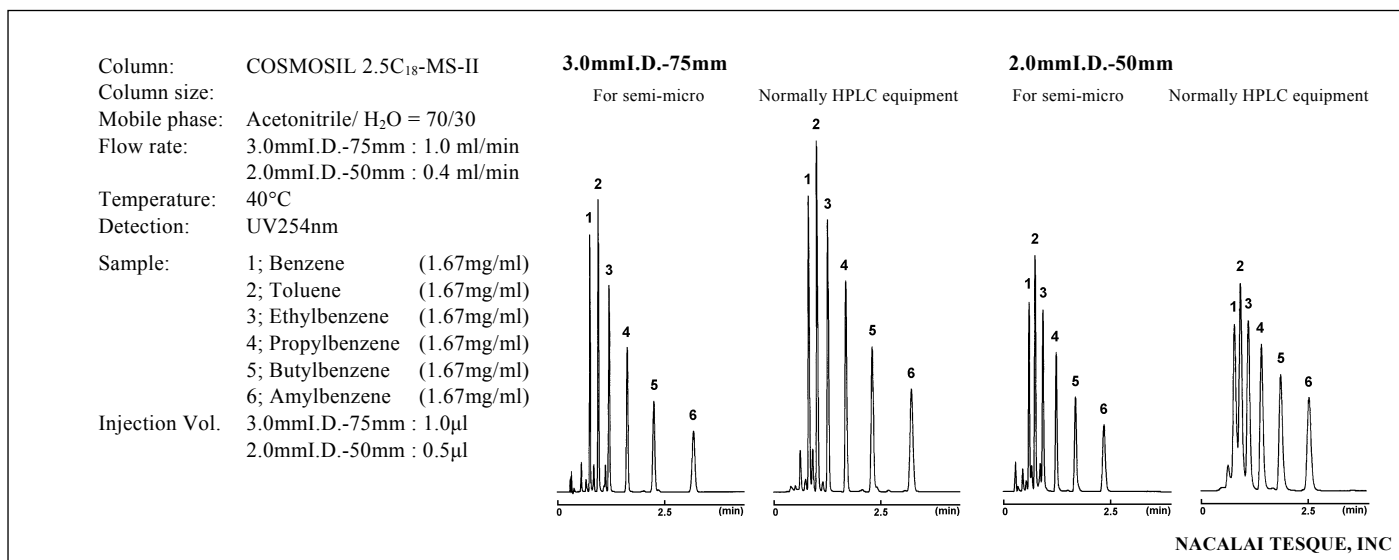 Column: COSMOSIL 2.5C₁₈-MS-II
Column size:
Mobile phase: Acetonitrile/ H₂O = 70/30
Flow rate: 3.0mmI.D.-75mm : 1.0 ml/min
2.0mmI.D.-50mm : 0.4 ml/min
Temperature: 40°C
Detection: UV254nm
Sample: 1; Benzene (1.67mg/ml)
2; Toluene (1.67mg/ml)
3; Ethylbenzene (1.67mg/ml)
4; Propylbenzene (1.67mg/ml)
5; Butylbenzene (1.67mg/ml)
6; Amylbenzene (1.67mg/ml)
Injection Vol. 3.0mmI.D.-75mm : 1.0µl
2.0mmI.D.-50mm : 0.5µl
3.0mmI.D.-75mm
For semi-micro
1 2 3 4 5 6
0 2.5 (min)
Normally HPLC equipment
1 2 3 4 5 6
0 2.5 (min)
2.0mmI.D.-50mm
For semi-micro
1 2 3 4 5 6
0 2.5 (min)
Normally HPLC equipment
1 2 3 4 5 6
0 2.5 (min)
NACALAI TESQUE, INC